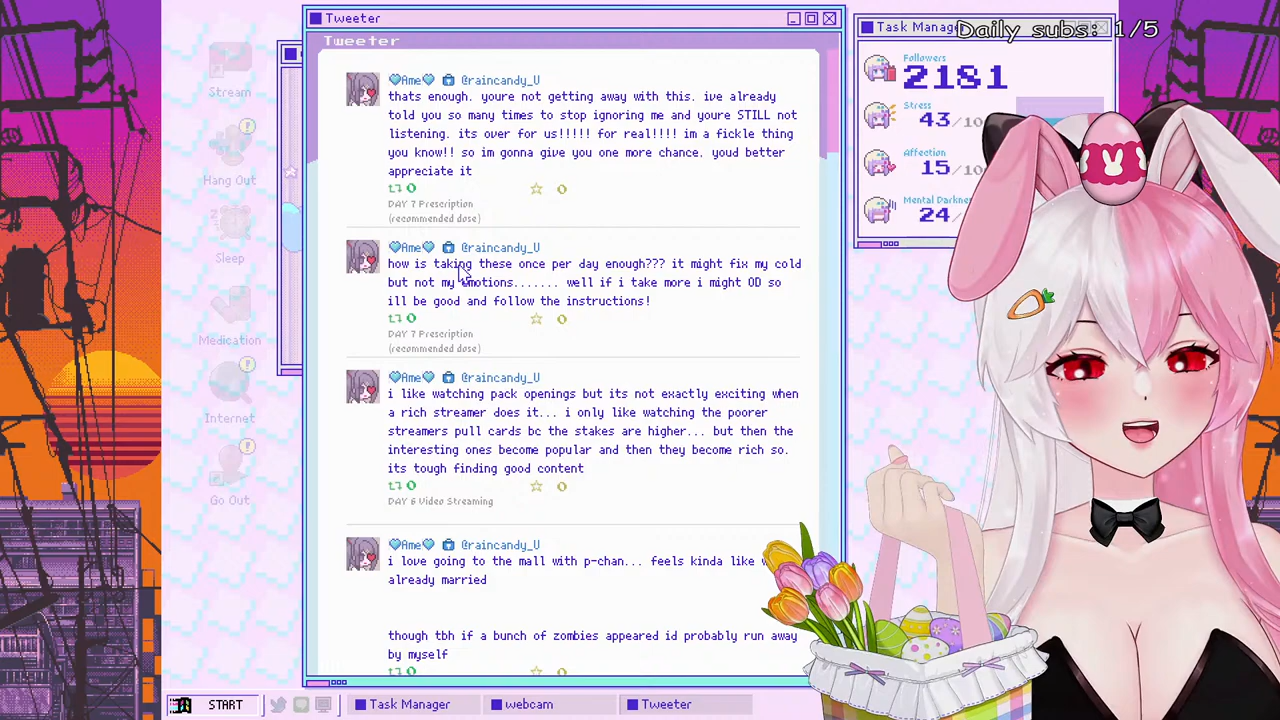 Tweeter
Task Manag
Daily subs: 1/5
Tweeter
Ame @raincandy_U
thats enough. youre not getting away with this. ive already
told you so many times to stop ignoring me and youre STILL not
listening. its over for us!!!!! for real!!!! im a fickle thing
you know!! so im gonna give you one more chance. youd better
appreciate it
0 0
DAY 7 Prescription
(recommended dose)
Ame @raincandy_U
how is taking these once per day enough??? it might fix my cold
but not my emotions....... well if i take more i might OD so
ill be good and follow the instructions!
0 0
DAY 7 Prescription
(recommended dose)
Ame @raincandy_U
i like watching pack openings but its not exactly exciting when
a rich streamer does it... i only like watching the poorer
streamers pull cards bc the stakes are higher... but then the
interesting ones become popular and then they become rich so.
its tough finding good content
0 0
DAY 6 Video Streaming
Ame @raincandy_U
i love going to the mall with p-chan... feels kinda like
already married
though tbh if a bunch of zombies appeared id probably run away
by myself
Followers
2181
Stress
43/10
Affection
15/10
Mental Darkness
24/
Stream
Hang Out
Sleep
Medication
Internet
Go Out
START
Task Manager
webcam
Tweeter